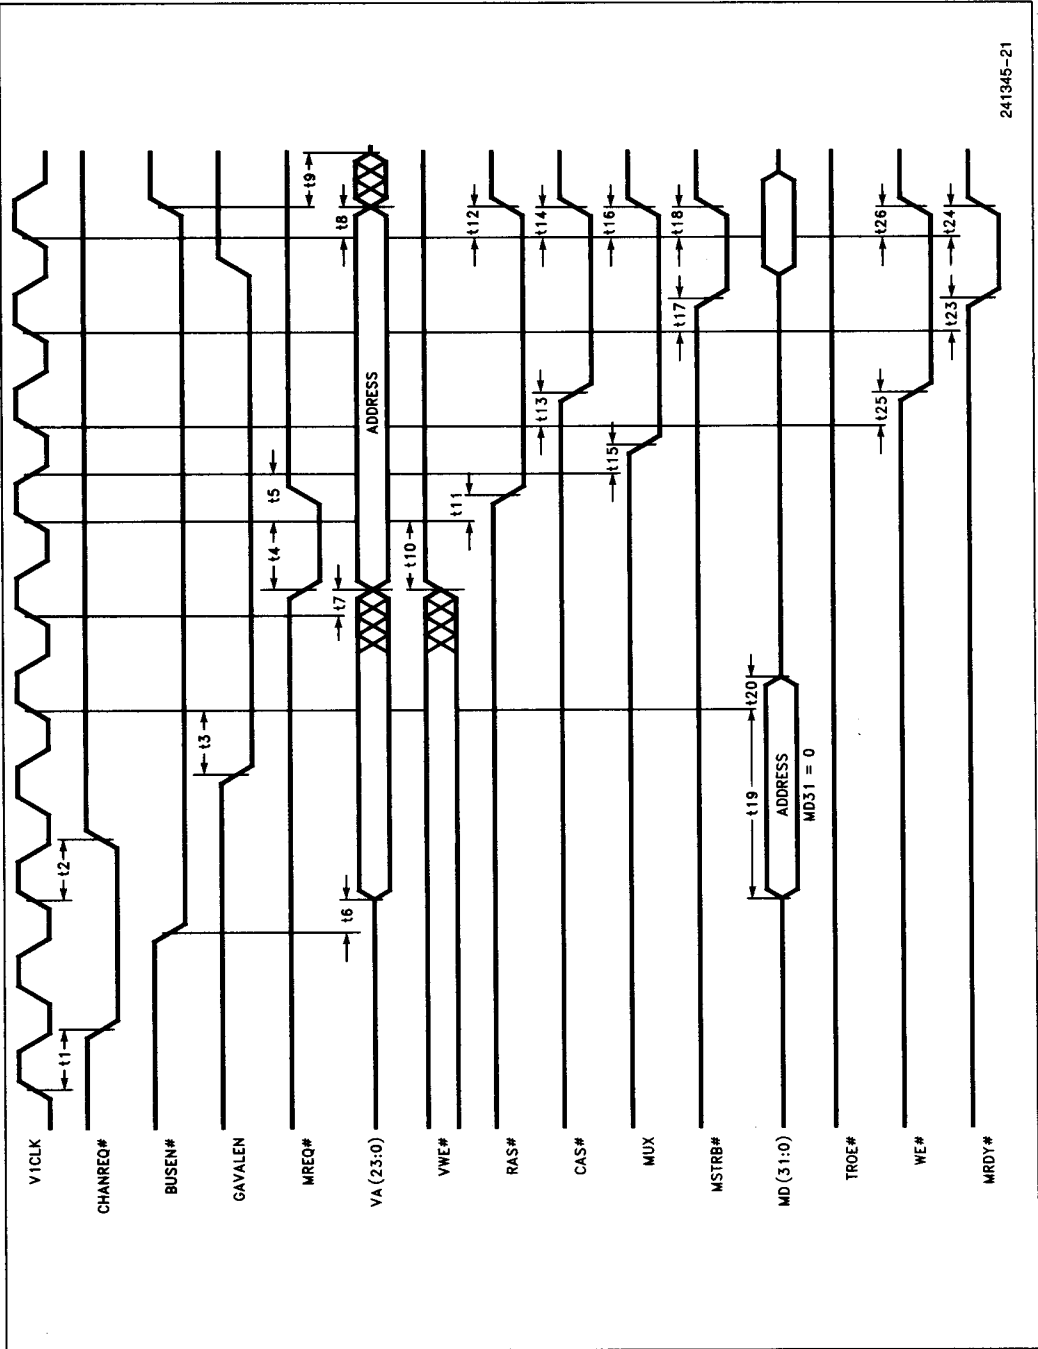 V1CLK
t1
t2
CHANREQ#
BUSEN#
GAVALEN
t3
MREQ#
t4
t5
VA(23:0)
t6
t7
ADDRESS
t8
t9
VWE#
t10
RAS#
t11
t12
CAS#
t13
t14
MUX
t15
t16
MSTRB#
t17
t18
MD(31:0)
t19
t20
ADDRESS
MD31 = 0
TROE#
WE#
t25
t26
MRDY#
t23
t24
241345-21